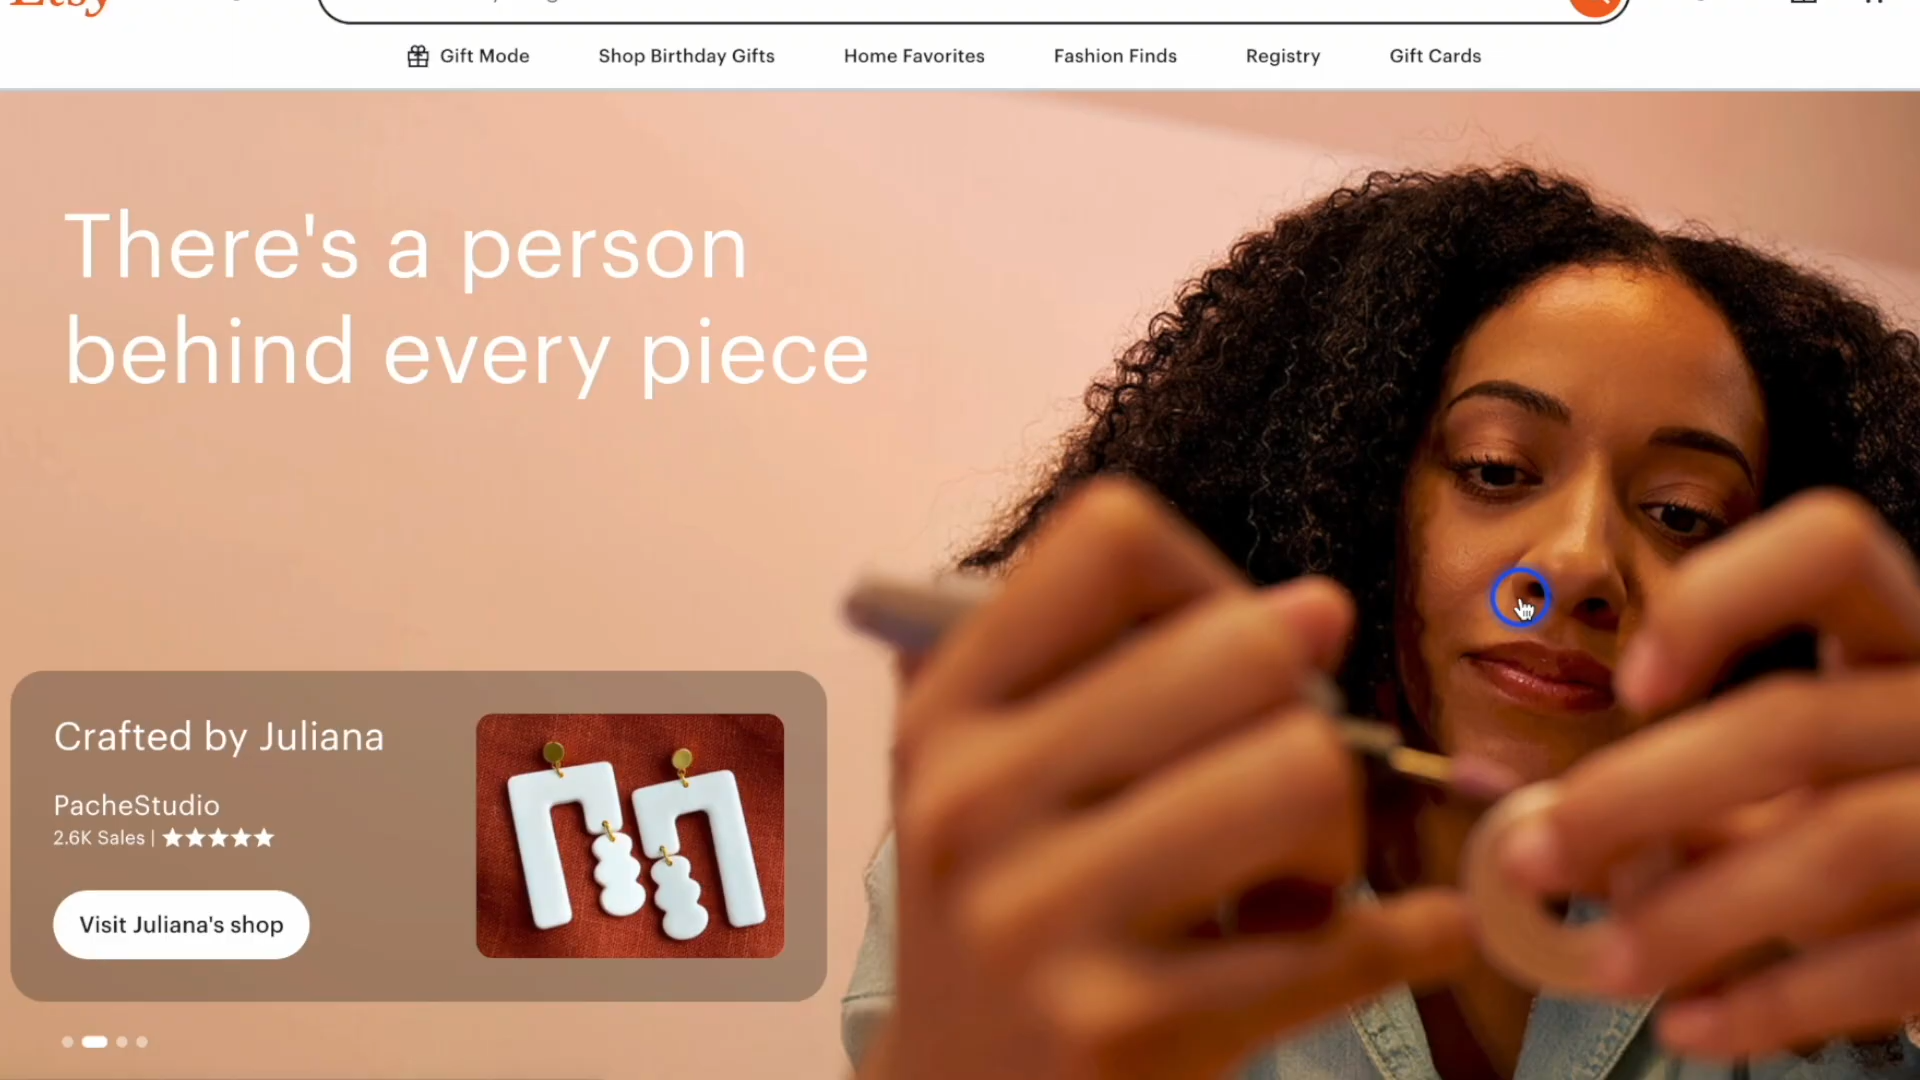 Etsy
Gift Mode
Shop Birthday Gifts
Home Favorites
Fashion Finds
Registry
Gift Cards
There's a person
behind every piece
Crafted by Juliana
PacheStudio
2.6K Sales | ★★★★★
Visit Juliana's shop